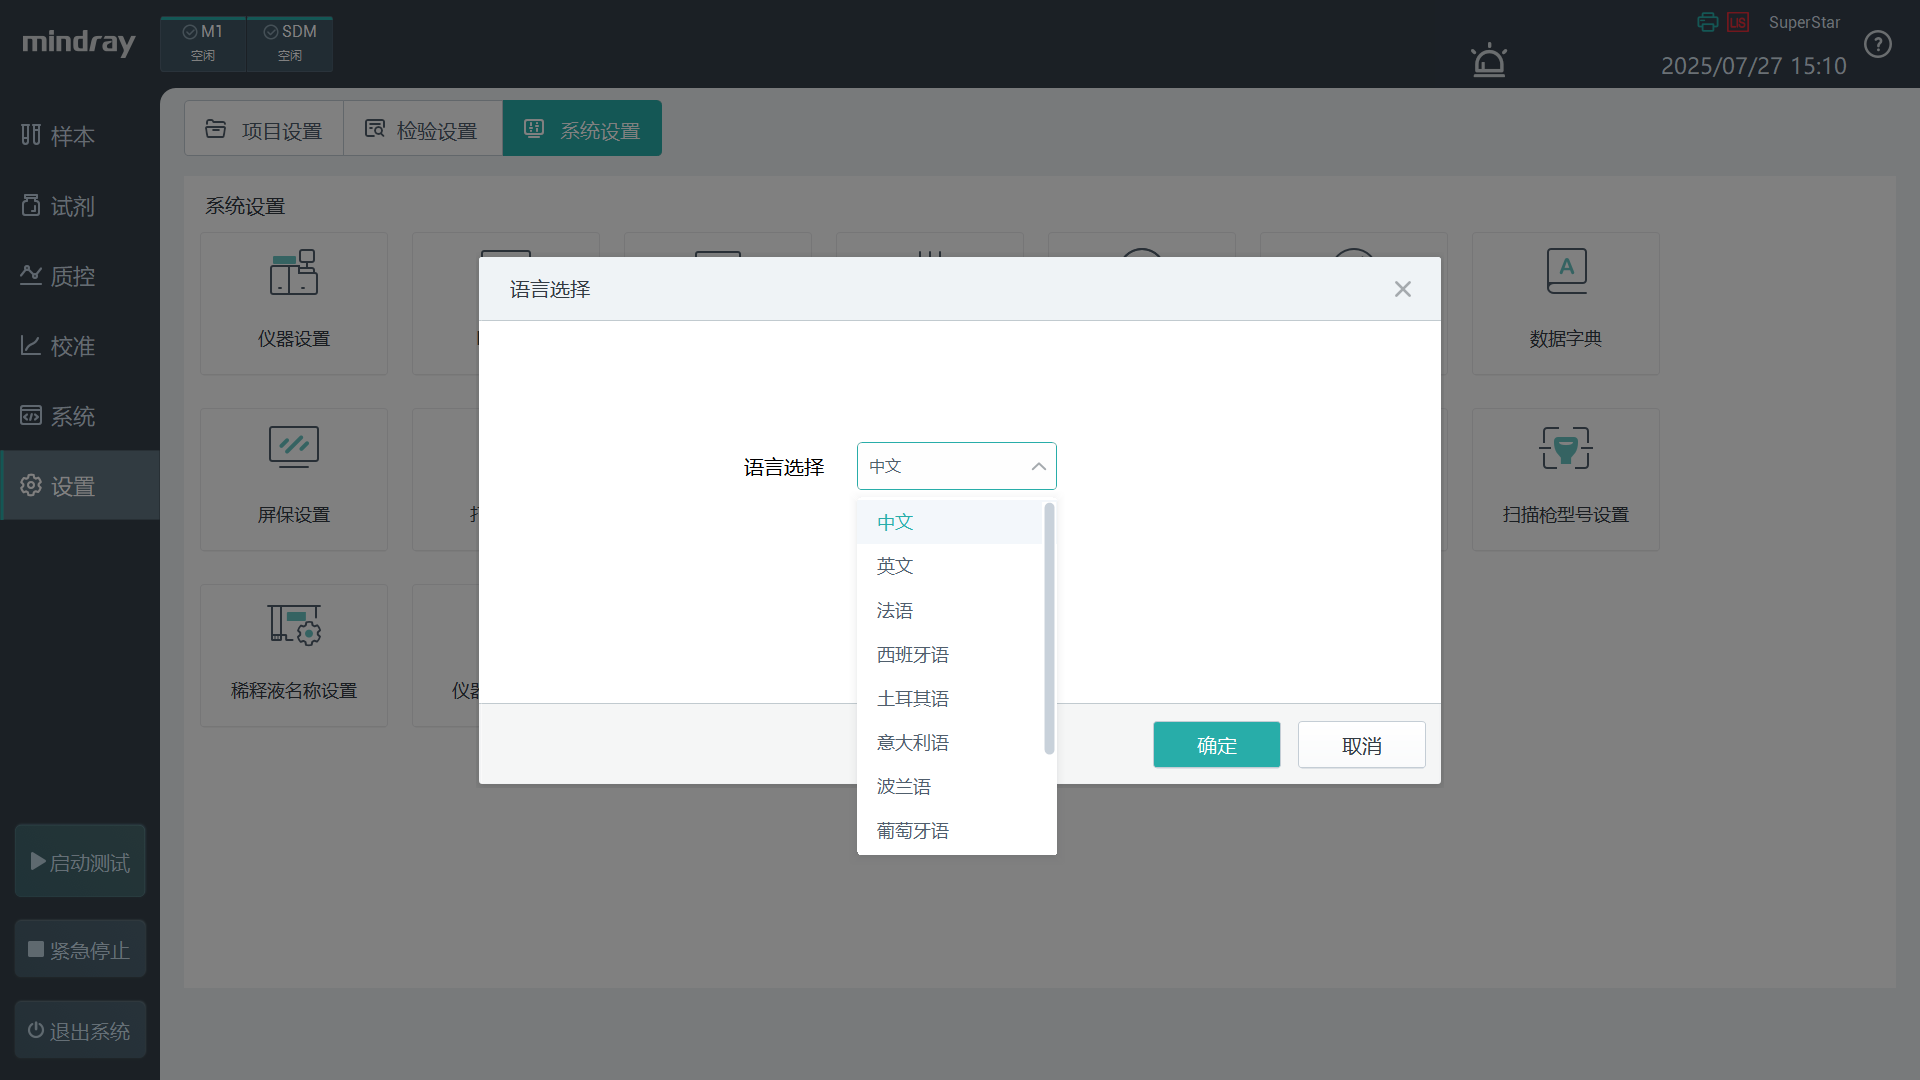 mindray
M1
空闲
SDM
空闲
LIS
SuperStar
2025/07/27 15:10
样本
试剂
质控
校准
系统
设置
启动测试
紧急停止
退出系统
项目设置
检验设置
系统设置
系统设置
仪器设置
数据字典
屏保设置
扫描枪型号设置
稀释液名称设置
语言选择
语言选择
中文
中文
英文
法语
西班牙语
土耳其语
意大利语
波兰语
葡萄牙语
确定
取消